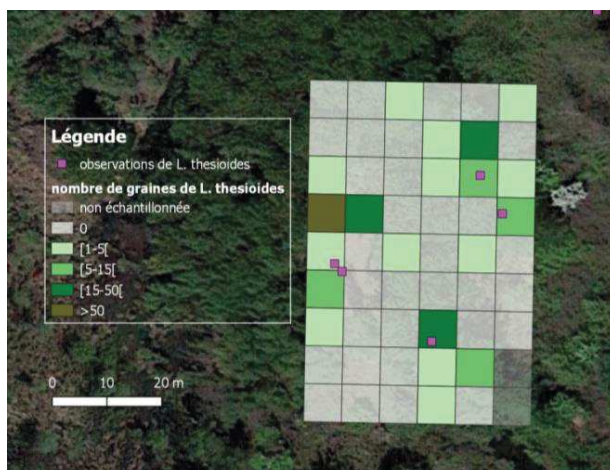 Légende
observations de L. thesioides
nombre de graines de L. thesioides
non échantillonnée
0
[1-5[
[5-15[
[15-50[
>50
0 10 20 m